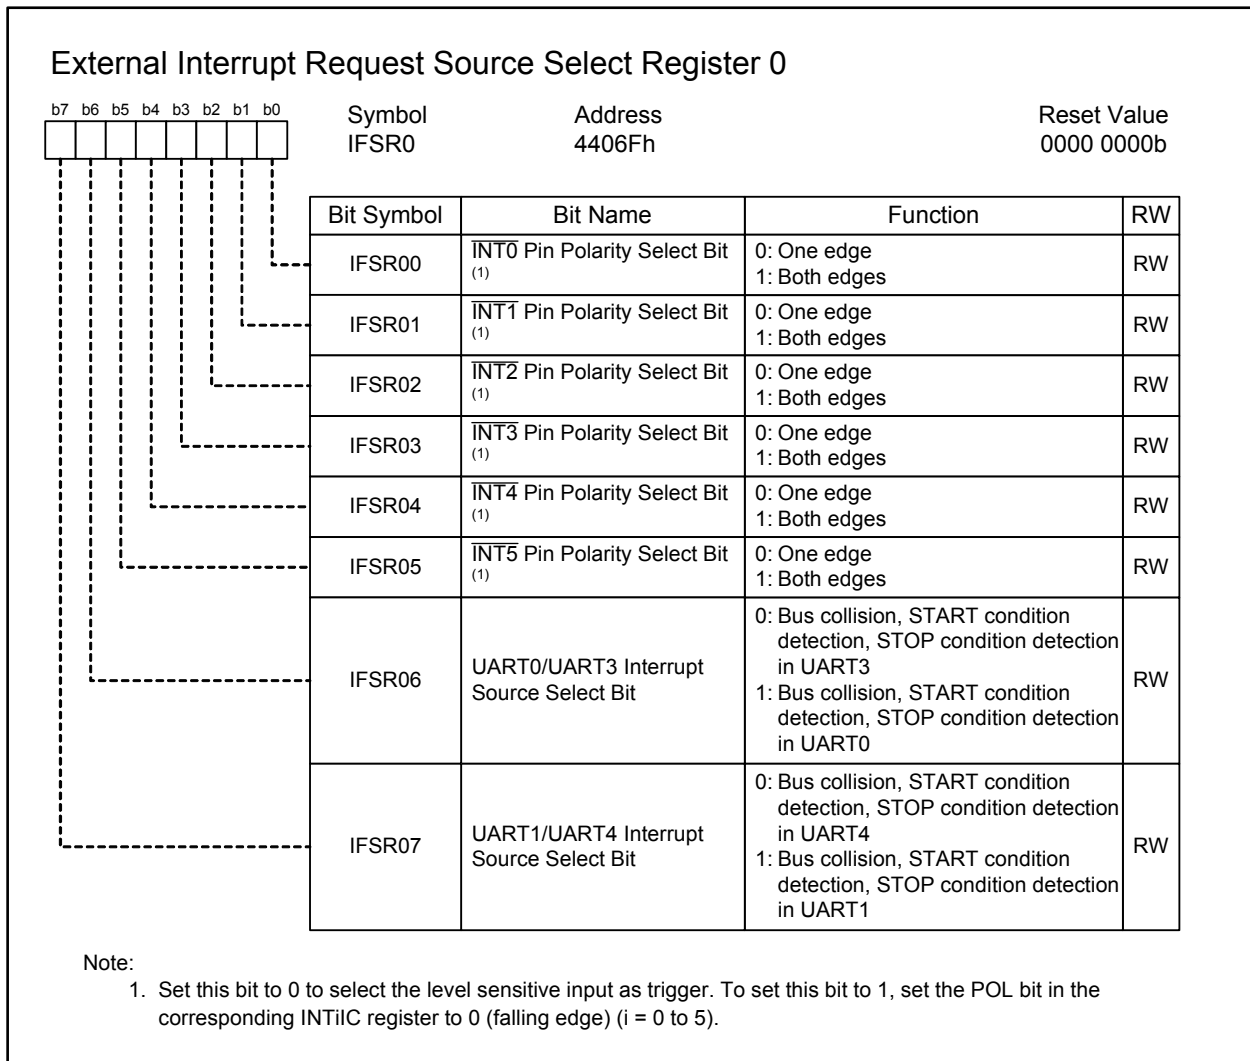 External Interrupt Request Source Select Register 0
b7 b6 b5 b4 b3 b2 b1 b0
Symbol Address Reset Value
IFSR0 4406Fh 0000 0000b
Bit Symbol Bit Name Function RW
IFSR00 INT0 Pin Polarity Select Bit (1) 0: One edge
1: Both edges RW
IFSR01 INT1 Pin Polarity Select Bit (1) 0: One edge
1: Both edges RW
IFSR02 INT2 Pin Polarity Select Bit (1) 0: One edge
1: Both edges RW
IFSR03 INT3 Pin Polarity Select Bit (1) 0: One edge
1: Both edges RW
IFSR04 INT4 Pin Polarity Select Bit (1) 0: One edge
1: Both edges RW
IFSR05 INT5 Pin Polarity Select Bit (1) 0: One edge
1: Both edges RW
IFSR06
UART0/UART3 Interrupt
Source Select Bit
0: Bus collision, START condition
detection, STOP condition detection
in UART3
1: Bus collision, START condition
detection, STOP condition detection
in UART0
RW
IFSR07
UART1/UART4 Interrupt
Source Select Bit
0: Bus collision, START condition
detection, STOP condition detection
in UART4
1: Bus collision, START condition
detection, STOP condition detection
in UART1
RW
Note:
1. Set this bit to 0 to select the level sensitive input as trigger. To set this bit to 1, set the POL bit in the
corresponding INTiIC register to 0 (falling edge) (i = 0 to 5).